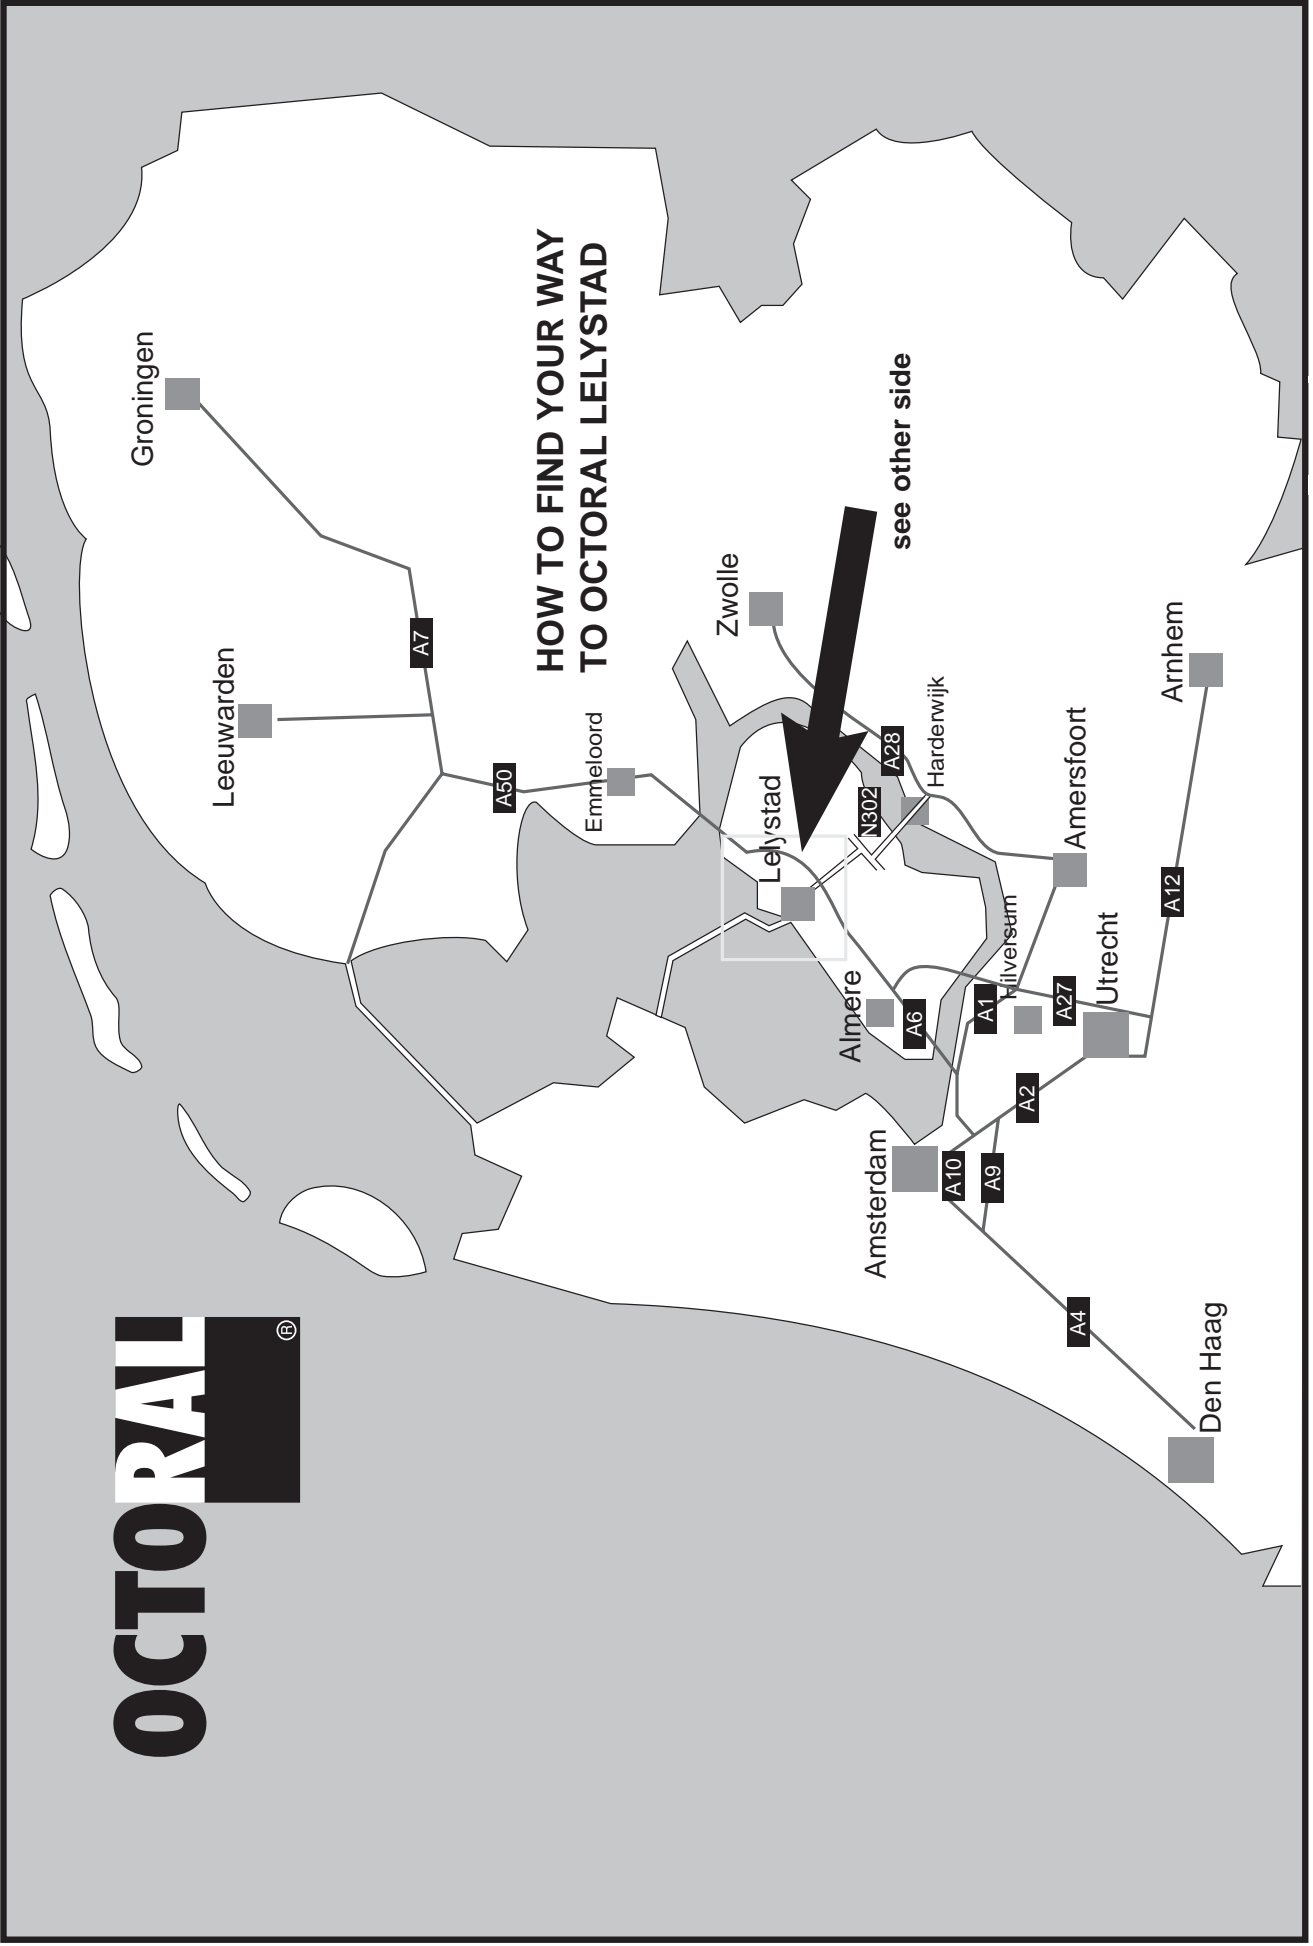 OCTORAL
®
HOW TO FIND YOUR WAY
TO OCTORAL LELYSTAD
see other side
Groningen
Leeuwarden
A7
A50
Emmeloord
Zwolle
Lelystad
N302
A28
Harderwijk
Almere
A6
Amersfoort
Hilversum
A1
A27
Utrecht
Arnhem
A12
Amsterdam
A10
A9
A2
A4
Den Haag